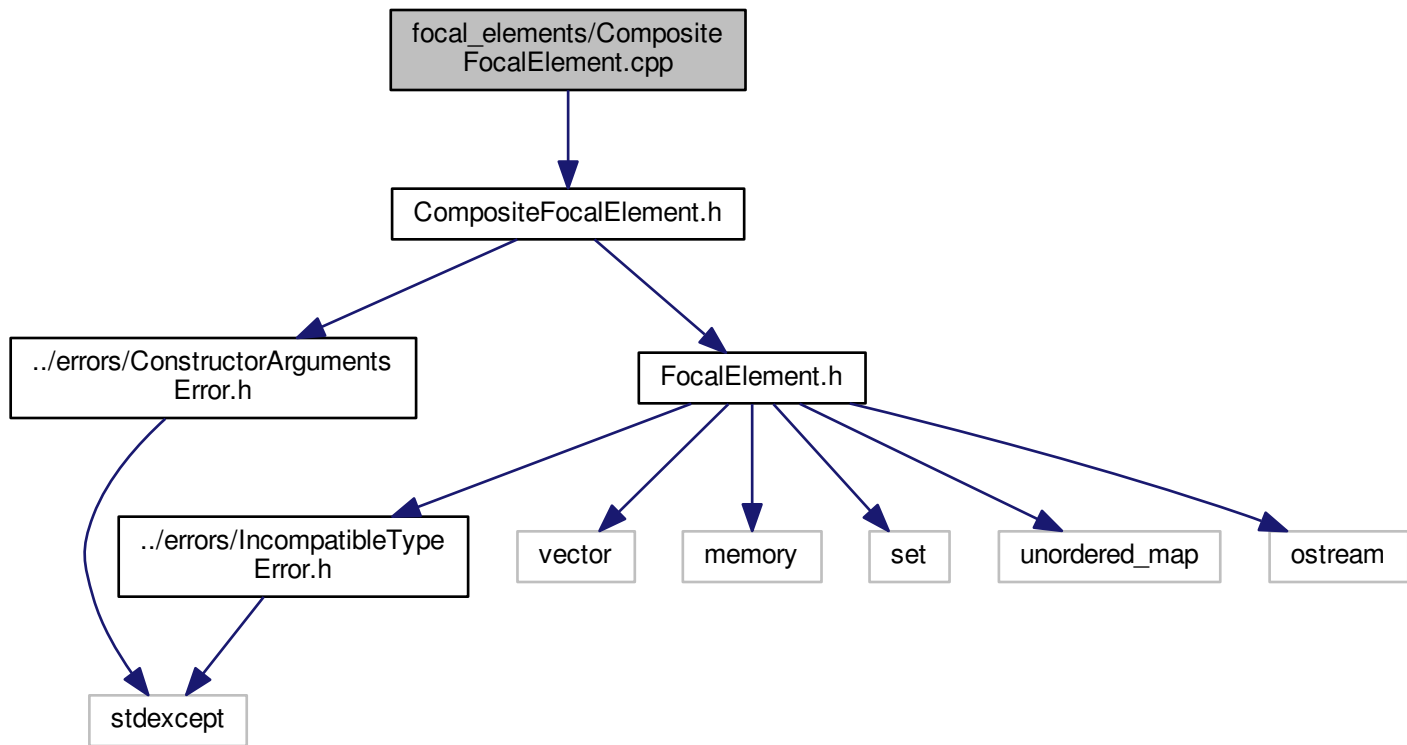 focal_elements/Composite
FocalElement.cpp
CompositeFocalElement.h
../errors/ConstructorArguments
Error.h
FocalElement.h
../errors/IncompatibleType
Error.h
vector
memory
set
unordered_map
ostream
stdexcept